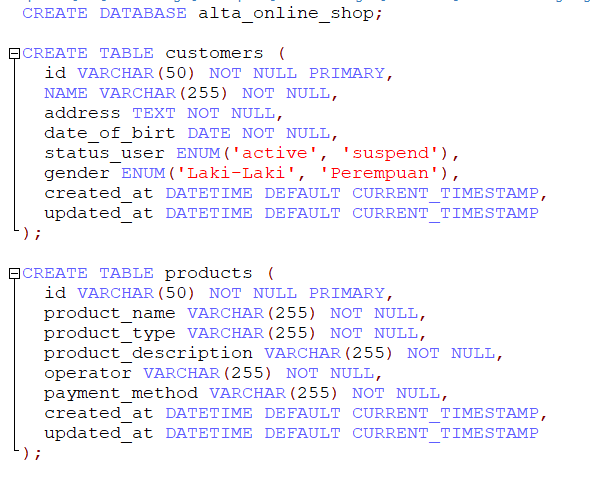 CREATE DATABASE alta_online_shop;
CREATE TABLE customers (
id VARCHAR(50) NOT NULL PRIMARY,
NAME VARCHAR(255) NOT NULL,
address TEXT NOT NULL,
date_of_birt DATE NOT NULL,
status_user ENUM('active', 'suspend'),
gender ENUM('Laki-Laki', 'Perempuan'),
created_at DATETIME DEFAULT CURRENT_TIMESTAMP,
updated_at DATETIME DEFAULT CURRENT_TIMESTAMP
);
CREATE TABLE products (
id VARCHAR(50) NOT NULL PRIMARY,
product_name VARCHAR(255) NOT NULL,
product_type VARCHAR(255) NOT NULL,
product_description VARCHAR(255) NOT NULL,
operator VARCHAR(255) NOT NULL,
payment_method VARCHAR(255) NOT NULL,
created_at DATETIME DEFAULT CURRENT_TIMESTAMP,
updated_at DATETIME DEFAULT CURRENT_TIMESTAMP
);